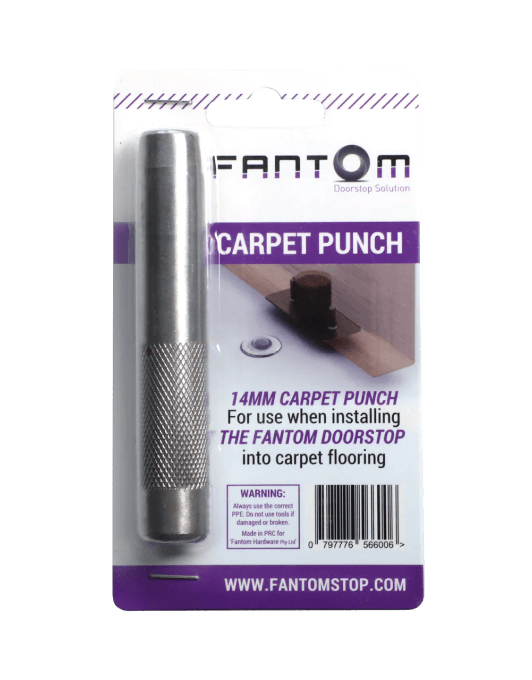 FANTOM
Doorstop Solution
CARPET PUNCH
14MM CARPET PUNCH
For use when installing
THE FANTOM DOORSTOP
into carpet flooring
WARNING:
Always use the correct
PPE. Do not use tools if
damaged or broken.
Made in PRC for
Fantom Hardware Pty Ltd
0 797776 566006 >
WWW.FANTOMSTOP.COM